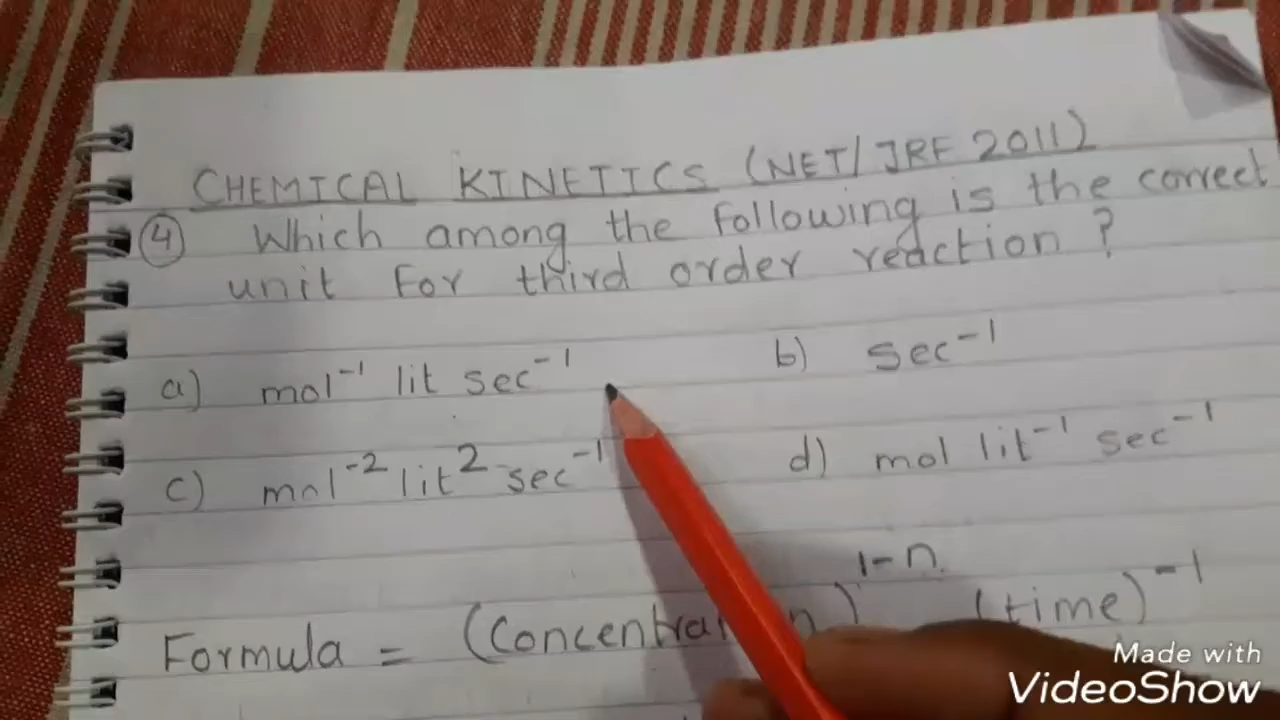 CHEMICAL KINETICS (NET/JRF 2011)
④ Which among the following is the correct
unit For third order reaction ?
a) mol⁻¹ lit sec⁻¹ b) sec⁻¹
c) mol⁻² lit² sec⁻¹ d) mol lit⁻¹ sec⁻¹
Formula = (Concentration)¹⁻ⁿ (time)⁻¹
Made with
VideoShow